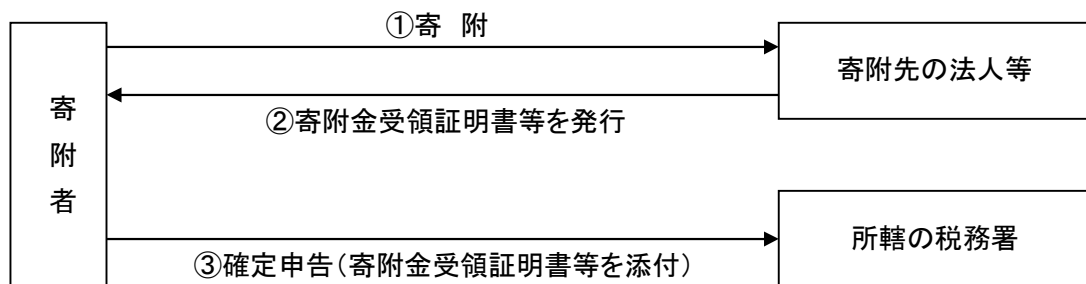 ①寄 附
寄附先の法人等
寄附者
②寄附金受領証明書等を発行
所轄の税務署
③確定申告(寄附金受領証明書等を添付)